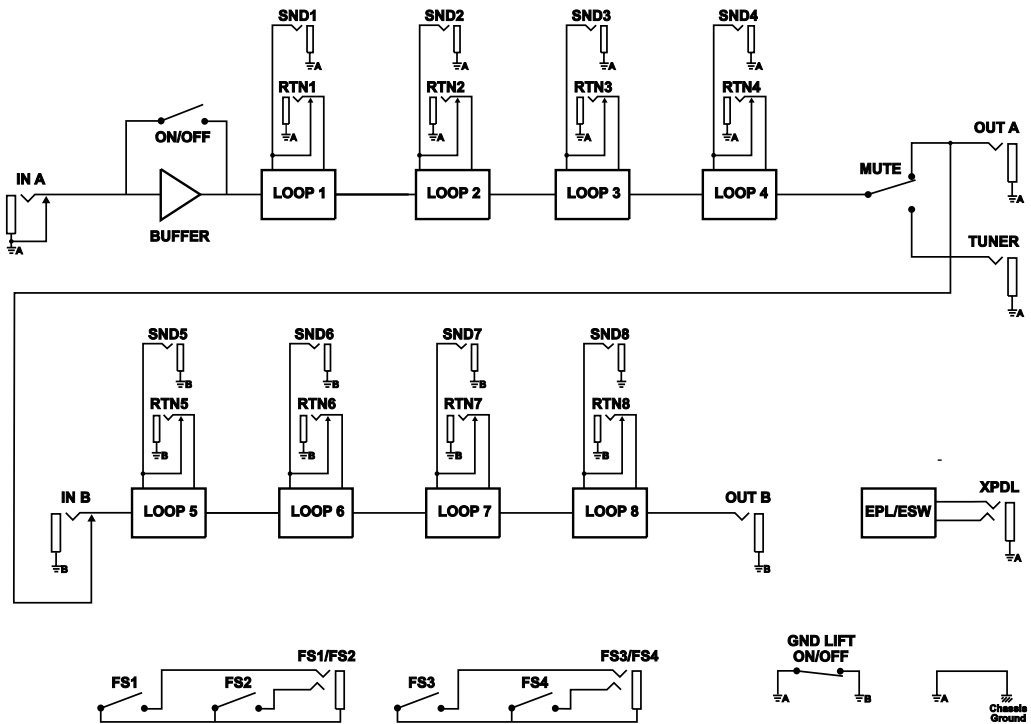 SND1 SND2 SND3 SND4
A A A A
RTN1 RTN2 RTN3 RTN4
A A A A
ON/OFF
OUT A
IN A
LOOP 1 LOOP 2 LOOP 3 LOOP 4
MUTE
A
BUFFER
A
TUNER
A
SND5 SND6 SND7 SND8
B B B
RTN5 RTN6 RTN7 RTN8
B B B B
IN B
LOOP 5 LOOP 6 LOOP 7 LOOP 8
OUT B
EPL/ESW
XPDL
B
B
A
FS1 FS2 FS1/FS2
FS3 FS4 FS3/FS4
GND LIFT
ON/OFF
A B
A
Chassis
Ground